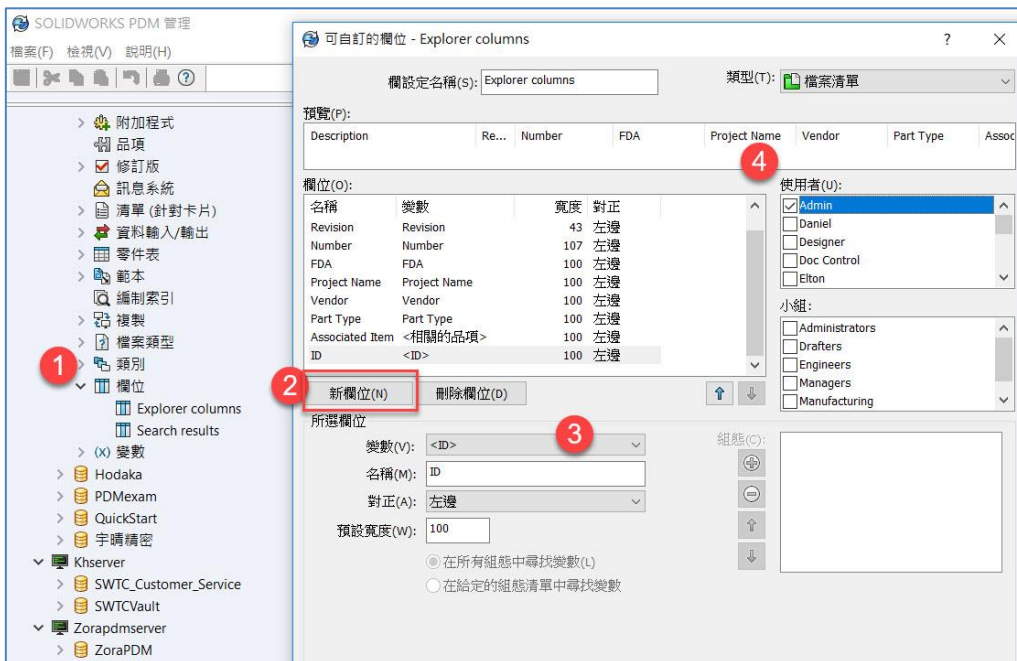 SOLIDWORKS PDM 管理
檔案(F) 檢視(V) 說明(H)
附加程式
品項
修訂版
訊息系統
清單 (針對卡片)
資料輸入/輸出
零件表
範本
編制索引
複製
檔案類型
1
類別
欄位
Explorer columns
Search results
(x) 變數
Hodaka
PDMexam
QuickStart
宇晴精密
Khserver
SWTC_Customer_Service
SWTCVault
Zorapdmserver
ZoraPDM
可自訂的欄位 - Explorer columns
欄設定名稱(S): Explorer columns 類型(T): 檔案清單
預覽(P):
Description Re... Number FDA Project Name Vendor Part Type Assoc
4
欄位(O):
名稱 變數 寬度 對正
Revision Revision 43 左邊
Number Number 107 左邊
FDA FDA 100 左邊
Project Name Project Name 100 左邊
Vendor Vendor 100 左邊
Part Type Part Type 100 左邊
Associated Item <相關的品項> 100 左邊
ID <ID> 100 左邊
使用者(U):
Admin
Daniel
Designer
Doc Control
Elton
小組:
Administrators
Drafters
Engineers
Managers
Manufacturing
2
新欄位(N) 刪除欄位(D)
所選欄位
3
變數(V): <ID>
名稱(M): ID
對正(A): 左邊
預設寬度(W): 100
在所有組態中尋找變數(L)
在給定的組態清單中尋找變數
組態(C):